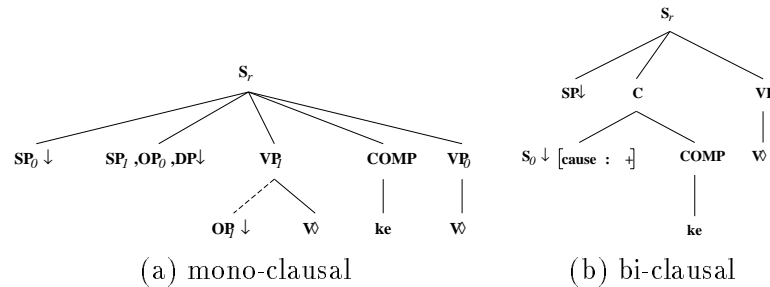 S_r
SP_0↓ SP_1 ,OP_0 ,DP↓ VP_1 COMP VP_0
OP_1↓ V◊ ke V◊
(a) mono-clausal
S_r
SP↓ C VP
S_0↓ [cause : +] COMP V◊
ke
(b) bi-clausal